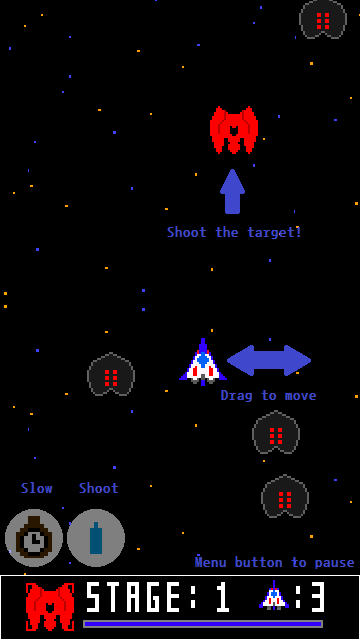 Shoot the target!
Drag to move
Slow Shoot
Menu button to pause
STAGE: 1 :3